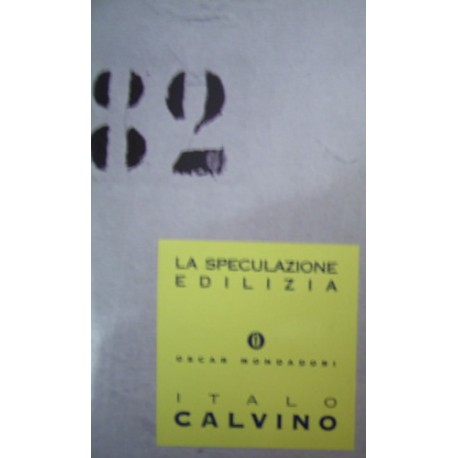 82
LA SPECULAZIONE
EDILIZIA
OSCAR MONDADORI
ITALO
CALVINO